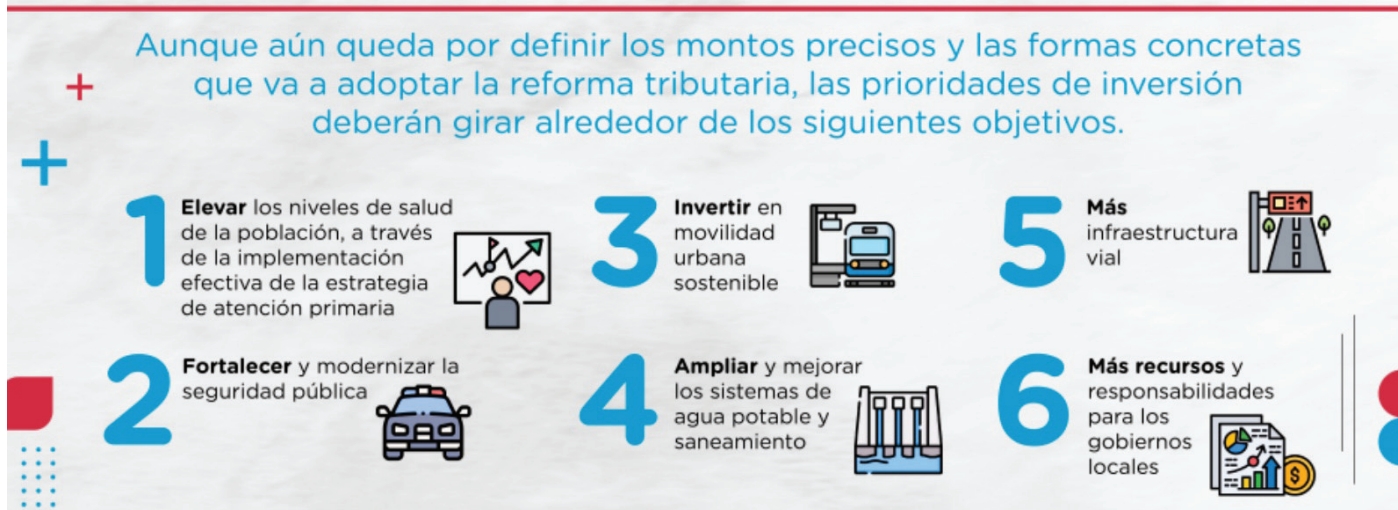 Aunque aún queda por definir los montos precisos y las formas concretas
que va a adoptar la reforma tributaria, las prioridades de inversión
deberán girar alrededor de los siguientes objetivos.
1
Elevar los niveles de salud
de la población, a través
de la implementación
efectiva de la estrategia
de atención primaria
2
Fortalecer y modernizar la
seguridad pública
3
Invertir en
movilidad
urbana
sostenible
4
Ampliar y mejorar
los sistemas de
agua potable y
saneamiento
5
Más
infraestructura
vial
6
Más recursos y
responsabilidades
para los
gobiernos
locales
$